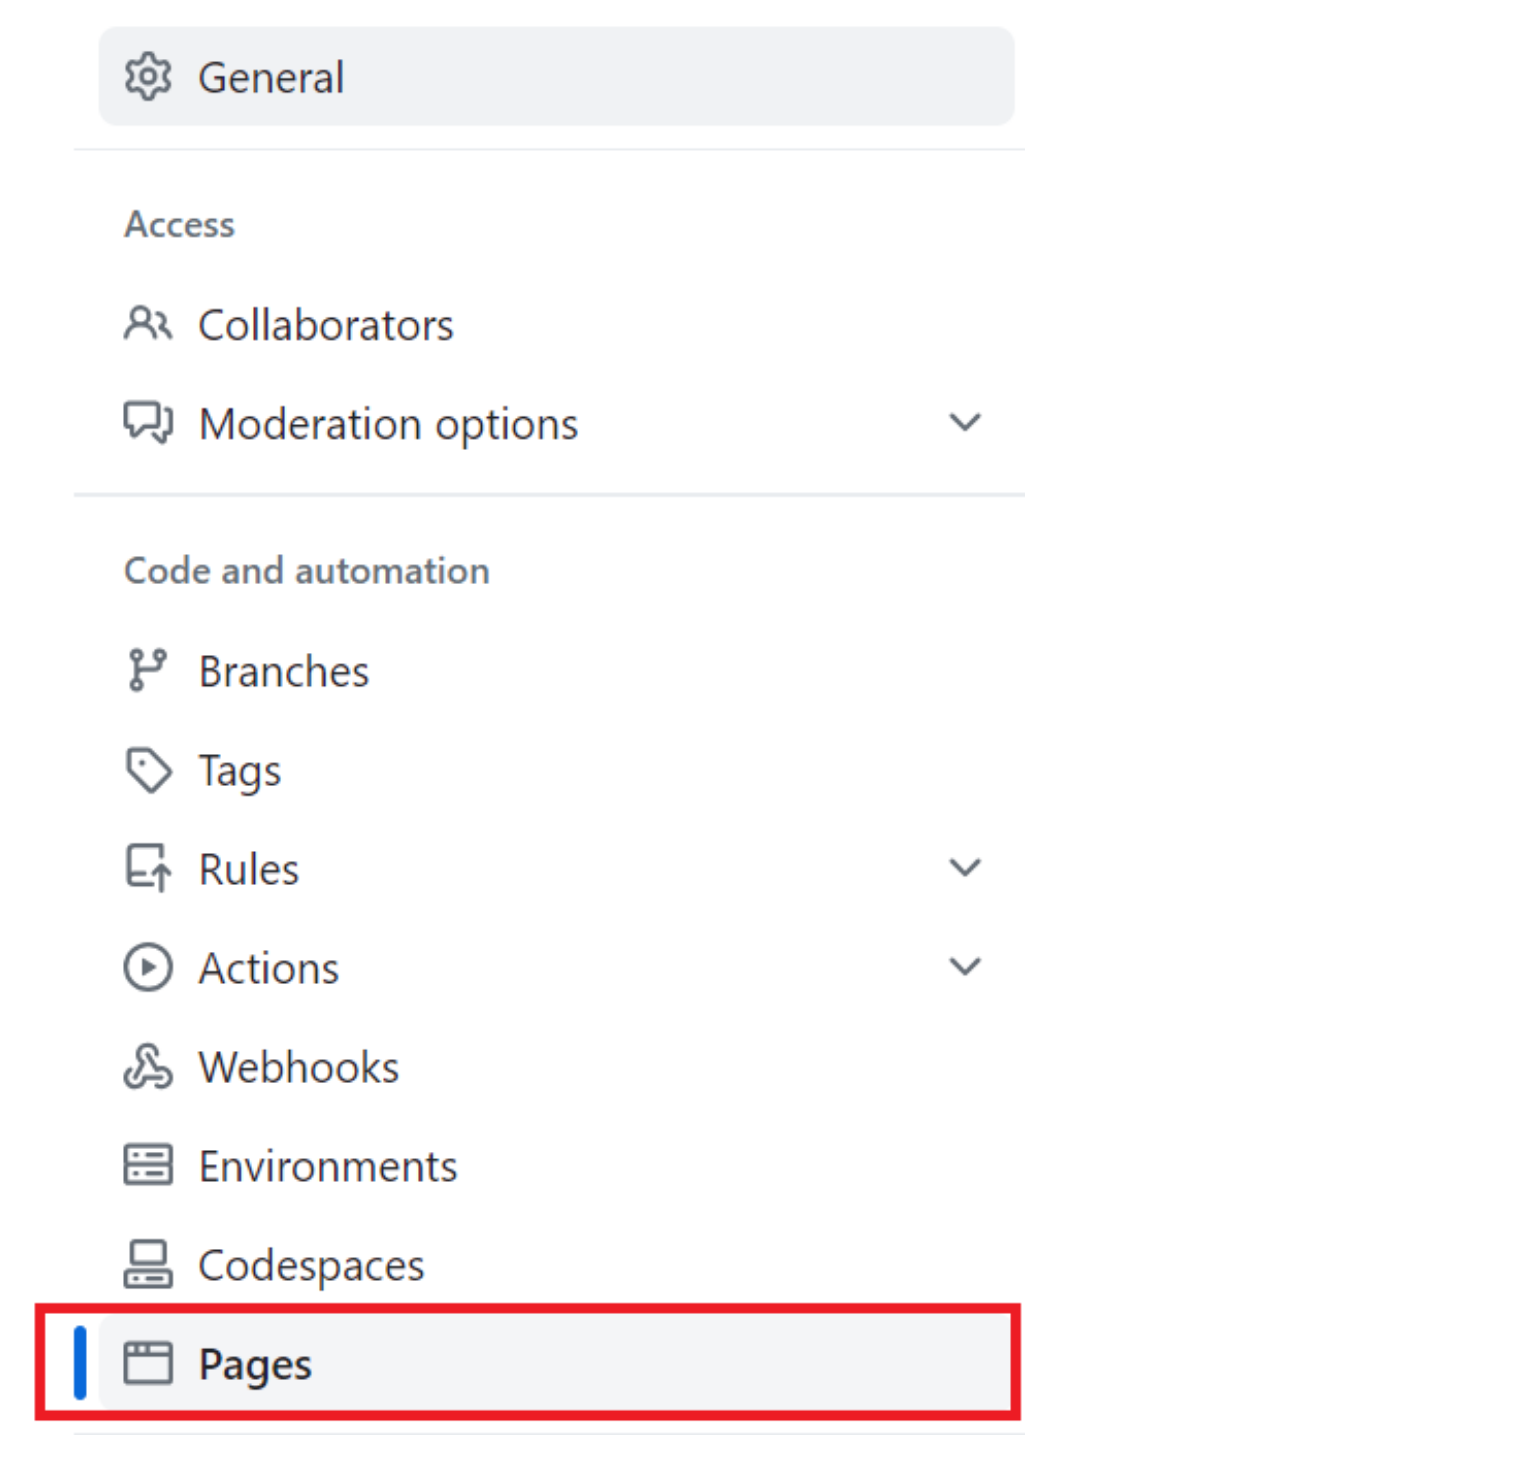 General
Access
Collaborators
Moderation options
Code and automation
Branches
Tags
Rules
Actions
Webhooks
Environments
Codespaces
Pages